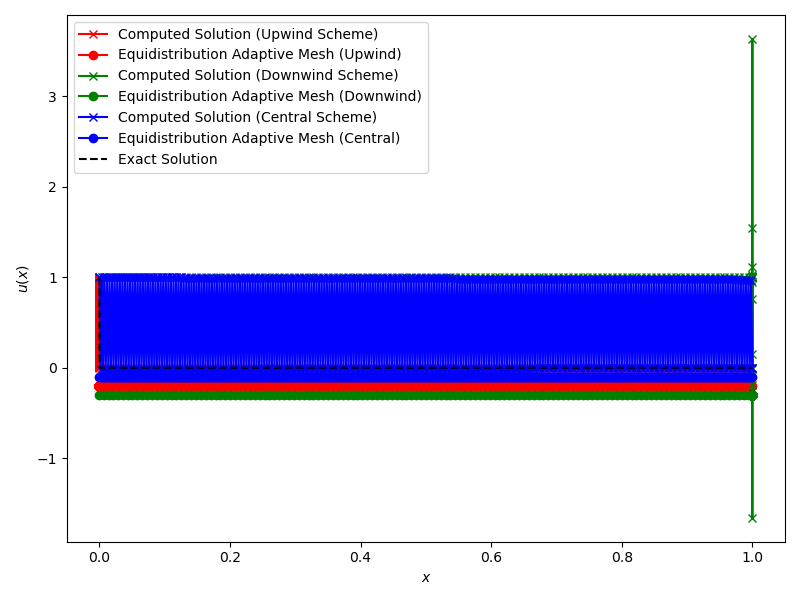 Computed Solution (Upwind Scheme)
Equidistribution Adaptive Mesh (Upwind)
Computed Solution (Downwind Scheme)
Equidistribution Adaptive Mesh (Downwind)
Computed Solution (Central Scheme)
Equidistribution Adaptive Mesh (Central)
Exact Solution
3
2
1
0
−1
u(x)
0.0 0.2 0.4 0.6 0.8 1.0
x